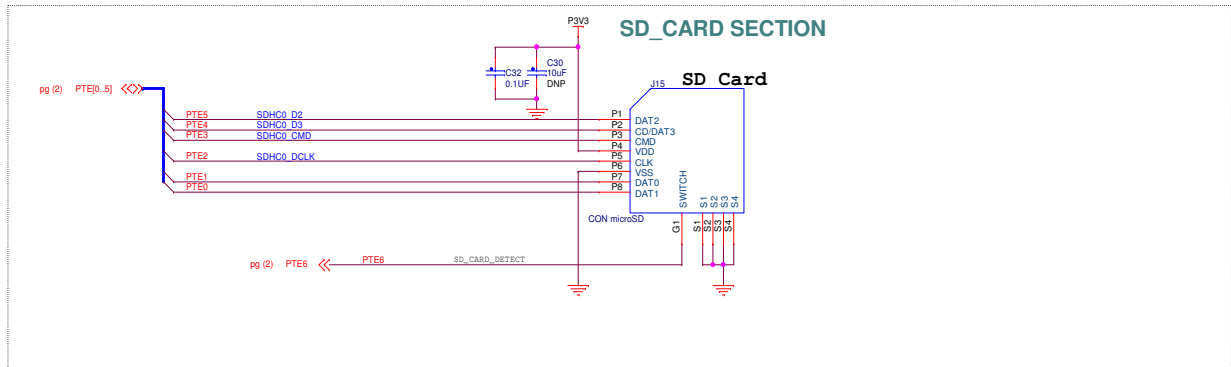 P3V3
SD_CARD SECTION
C32
0.1UF
C30
10uF
DNP
J15
SD Card
pg (2) PTE[0..5]
PTE5 SDHC0_D2 P1 DAT2
PTE4 SDHC0_D3 P2 CD/DAT3
PTE3 SDHC0_CMD P3 CMD
P4 VDD
PTE2 SDHC0_DCLK P5 CLK
P6 VSS
PTE1 P7 DAT0
PTE0 P8 DAT1
SWITCH S1 S2 S3 S4
CON microSD
G1 S1 S2 S3 S4
pg (2) PTE6 PTE6 SD_CARD_DETECT